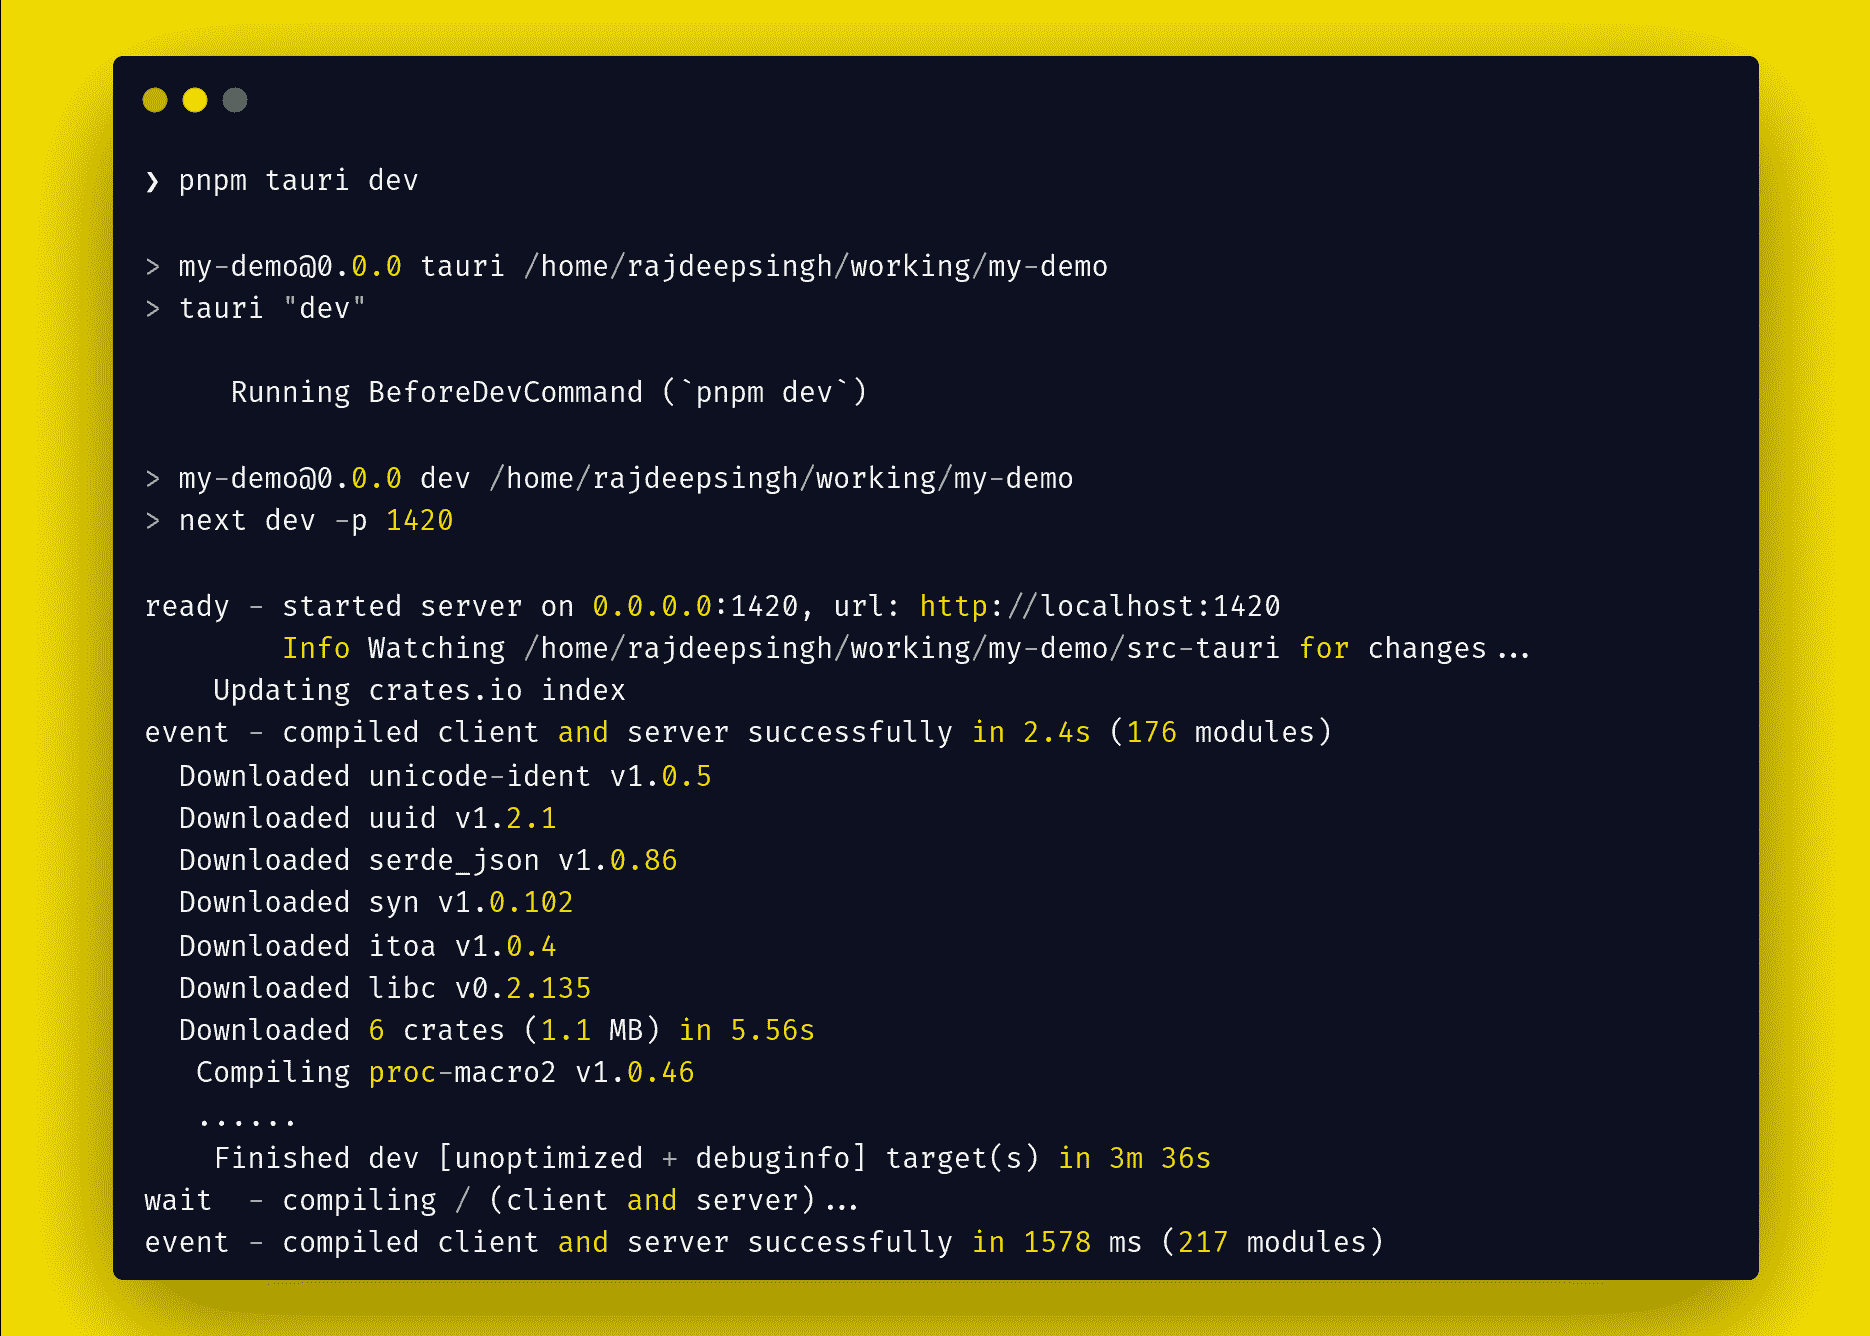 ❯ pnpm tauri dev
> my-demo@0.0.0 tauri /home/rajdeepsingh/working/my-demo
> tauri "dev"
Running BeforeDevCommand (`pnpm dev`)
> my-demo@0.0.0 dev /home/rajdeepsingh/working/my-demo
> next dev -p 1420
ready - started server on 0.0.0.0:1420, url: http://localhost:1420
Info Watching /home/rajdeepsingh/working/my-demo/src-tauri for changes...
Updating crates.io index
event - compiled client and server successfully in 2.4s (176 modules)
Downloaded unicode-ident v1.0.5
Downloaded uuid v1.2.1
Downloaded serde_json v1.0.86
Downloaded syn v1.0.102
Downloaded itoa v1.0.4
Downloaded libc v0.2.135
Downloaded 6 crates (1.1 MB) in 5.56s
Compiling proc-macro2 v1.0.46
......
Finished dev [unoptimized + debuginfo] target(s) in 3m 36s
wait  - compiling / (client and server)...
event - compiled client and server successfully in 1578 ms (217 modules)